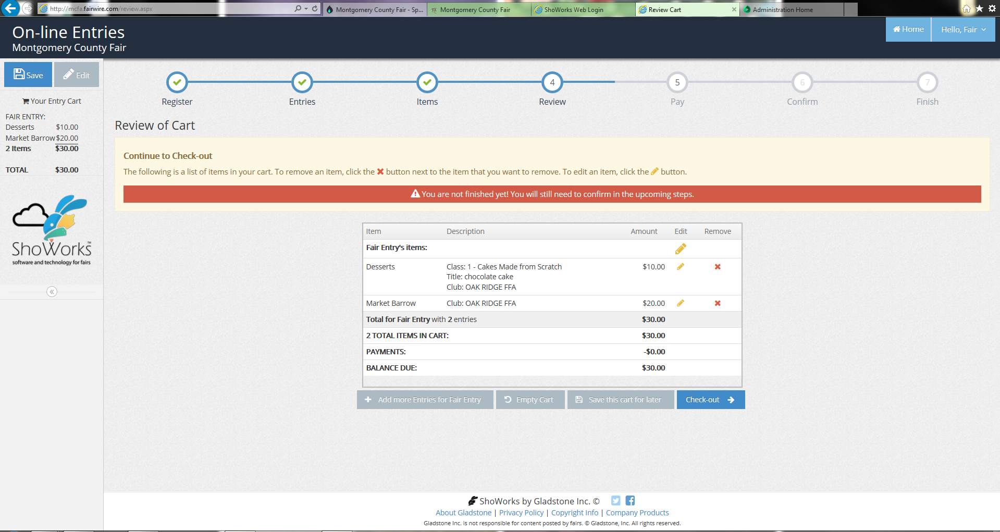 http://mcfa.fairwire.com/review.aspx
Montgomery County Fair - Sp...
Montgomery County Fair
ShoWorks Web Login
Review Cart
Administration Home
On-line Entries
Montgomery County Fair
Home
Hello, Fair
Save
Edit
Your Entry Cart
FAIR ENTRY:
Desserts $10.00
Market Barrow $20.00
2 Items $30.00
TOTAL $30.00
ShoWorks™
software and technology for fairs
4
5
6
7
Register
Entries
Items
Review
Pay
Confirm
Finish
Review of Cart
Continue to Check-out
The following is a list of items in your cart. To remove an item, click the button next to the item that you want to remove. To edit an item, click the button.
You are not finished yet! You will still need to confirm in the upcoming steps.
Item Description Amount Edit Remove
Fair Entry's items:
Desserts Class: 1 - Cakes Made from Scratch $10.00
Title: chocolate cake
Club: OAK RIDGE FFA
Market Barrow Club: OAK RIDGE FFA $20.00
Total for Fair Entry with 2 entries $30.00
2 TOTAL ITEMS IN CART: $30.00
PAYMENTS: -$0.00
BALANCE DUE: $30.00
Add more Entries for Fair Entry
Empty Cart
Save this cart for later
Check-out
ShoWorks by Gladstone Inc. ©
About Gladstone | Privacy Policy | Copyright Info | Company Products
Gladstone Inc. is not responsible for content posted by fairs. © Gladstone, Inc. All rights reserved.